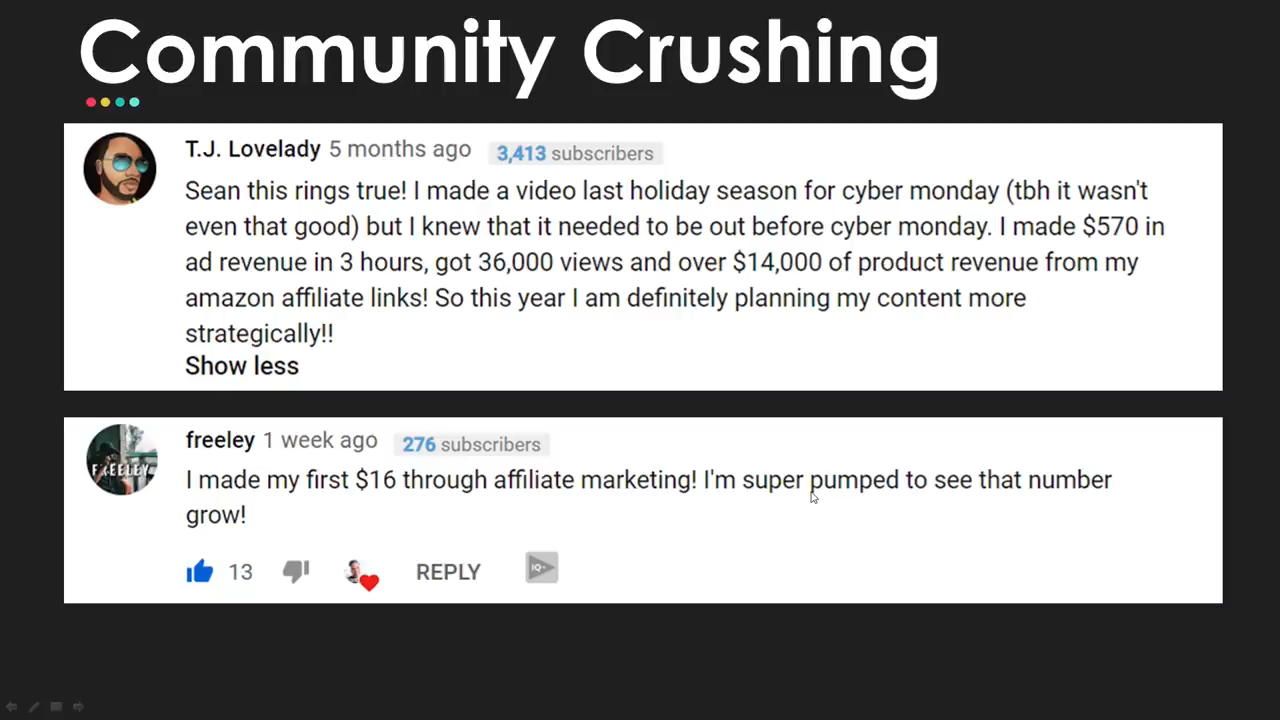 Community Crushing
T.J. Lovelady 5 months ago 3,413 subscribers
Sean this rings true! I made a video last holiday season for cyber monday (tbh it wasn't
even that good) but I knew that it needed to be out before cyber monday. I made $570 in
ad revenue in 3 hours, got 36,000 views and over $14,000 of product revenue from my
amazon affiliate links! So this year I am definitely planning my content more
strategically!!
Show less
freeley 1 week ago 276 subscribers
FREELEY
I made my first $16 through affiliate marketing! I'm super pumped to see that number
grow!
13 REPLY IQ+